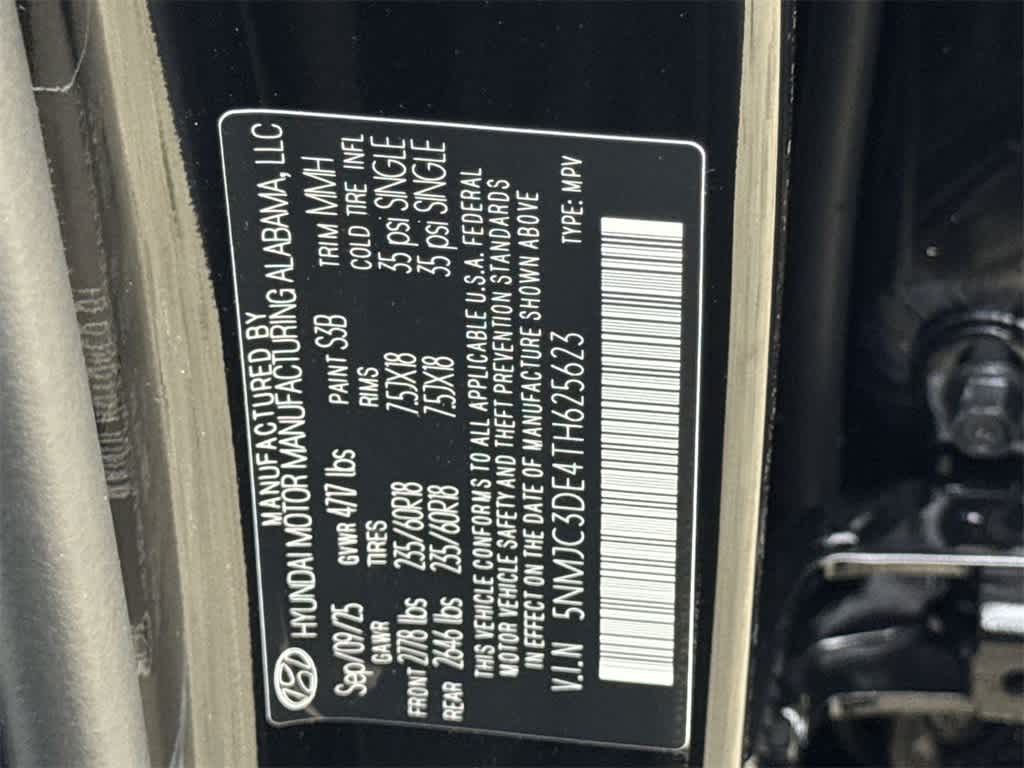 MANUFACTURED BY
HYUNDAI MOTOR MANUFACTURING ALABAMA, LLC
Sep/09/25 GVWR 4717 lbs PAINT S3B TRIM MMH
GAWR TIRES RIMS COLD TIRE INFL
FRONT 2778 lbs 235/60R18 7.5JX18 35 psi SINGLE
REAR 2646 lbs 235/60R18 7.5JX18 35 psi SINGLE
THIS VEHICLE CONFORMS TO ALL APPLICABLE U.S.A. FEDERAL
MOTOR VEHICLE SAFETY AND THEFT PREVENTION STANDARDS
IN EFFECT ON THE DATE OF MANUFACTURE SHOWN ABOVE
V.I.N 5NMJC3DE4TH625623 TYPE: MPV